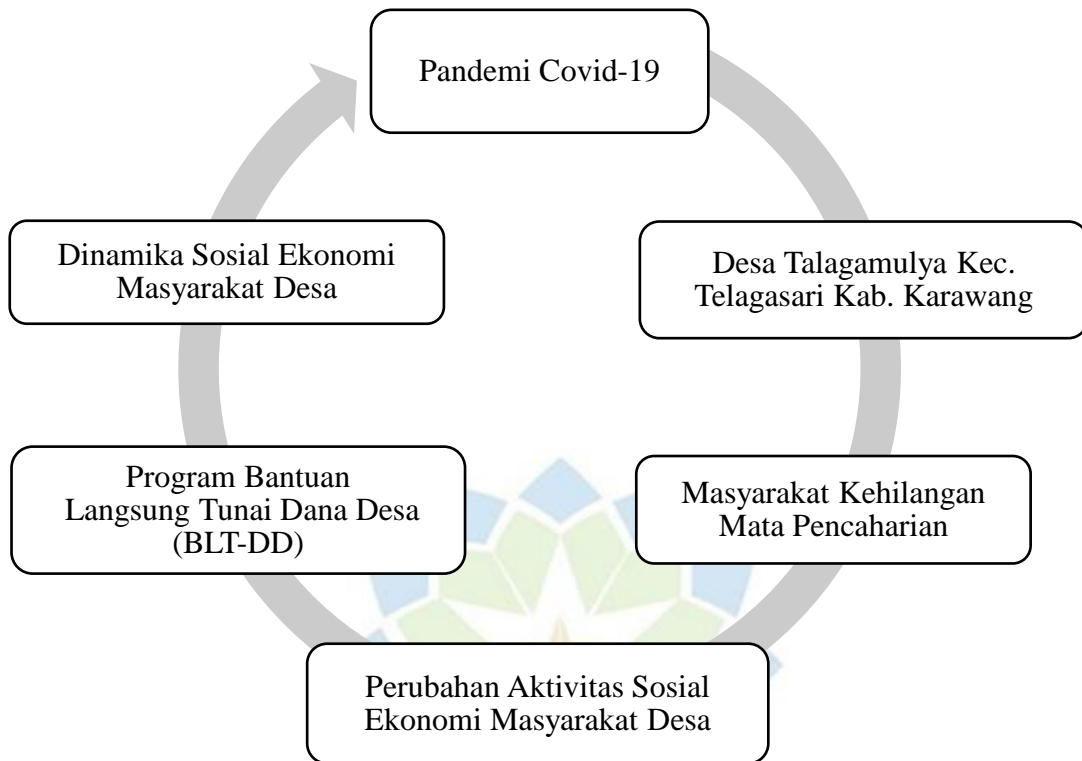 Pandemi Covid-19
Desa Talagamulya Kec.
Telagasari Kab. Karawang
Masyarakat Kehilangan
Mata Pencaharian
Perubahan Aktivitas Sosial
Ekonomi Masyarakat Desa
Program Bantuan
Langsung Tunai Dana Desa
(BLT-DD)
Dinamika Sosial Ekonomi
Masyarakat Desa